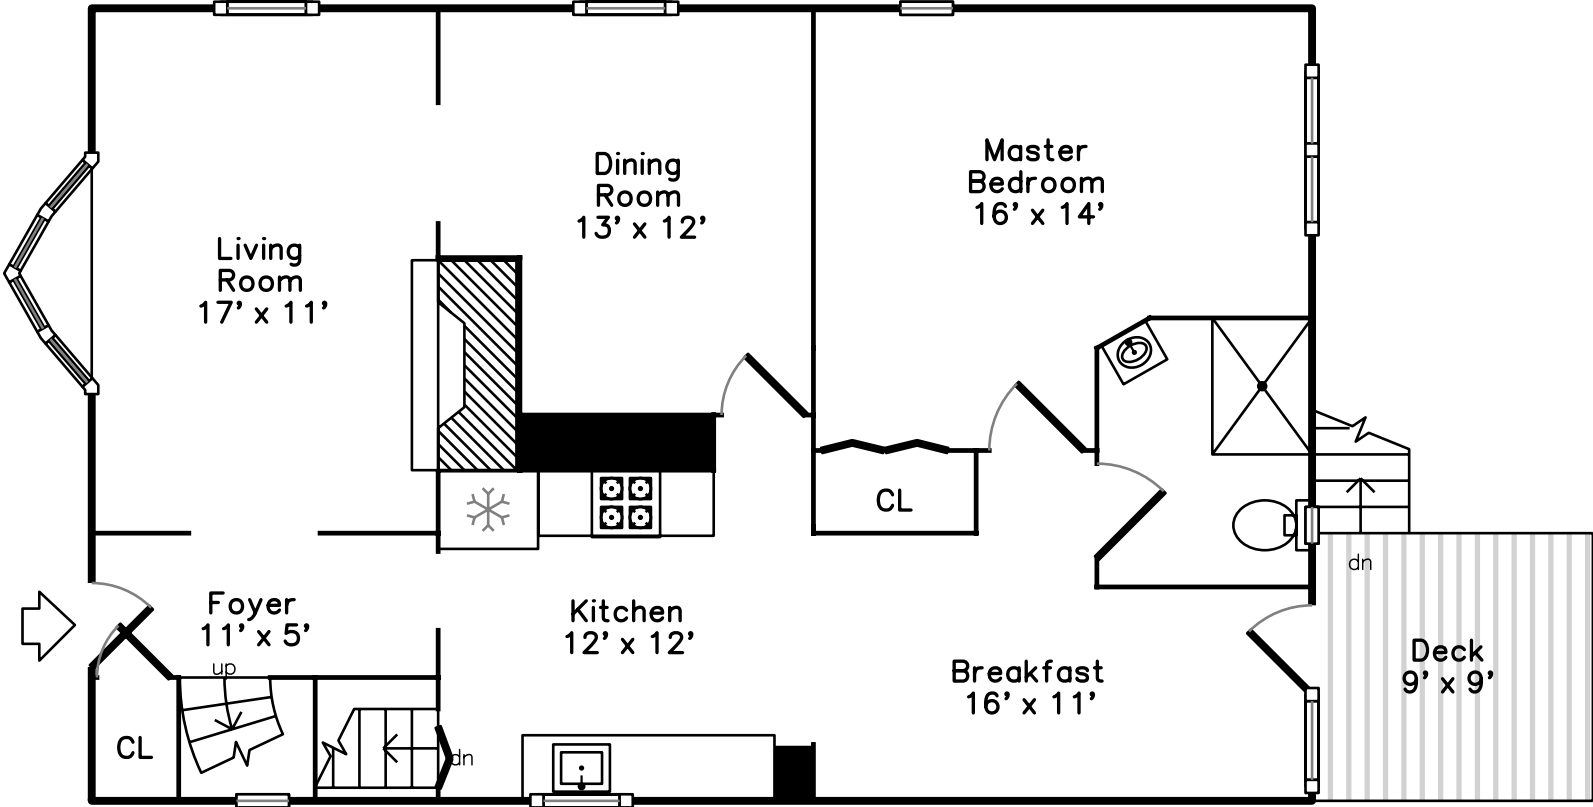 Living
Room
17' x 11'
Dining
Room
13' x 12'
Master
Bedroom
16' x 14'
CL
dn
Foyer
11' x 5'
up
CL
dn
Kitchen
12' x 12'
Breakfast
16' x 11'
Deck
9' x 9'